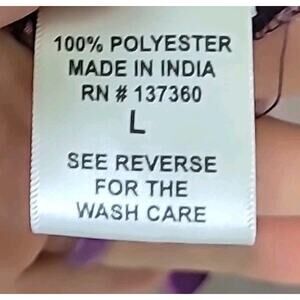 100% POLYESTER
MADE IN INDIA
RN # 137360
L
SEE REVERSE
FOR THE
WASH CARE